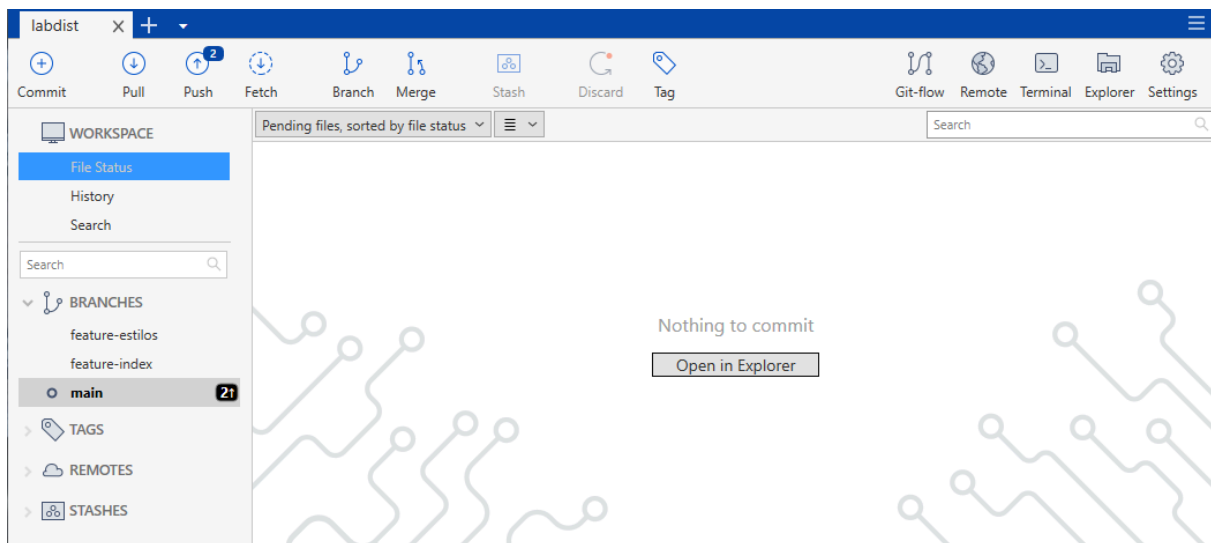 labdist
2
Commit Pull Push Fetch Branch Merge Stash Discard Tag Git-flow Remote Terminal Explorer Settings
WORKSPACE
Pending files, sorted by file status
Search
File Status
History
Search
Search
BRANCHES
feature-estilos
feature-index
main 2↑
TAGS
REMOTES
STASHES
Nothing to commit
Open in Explorer